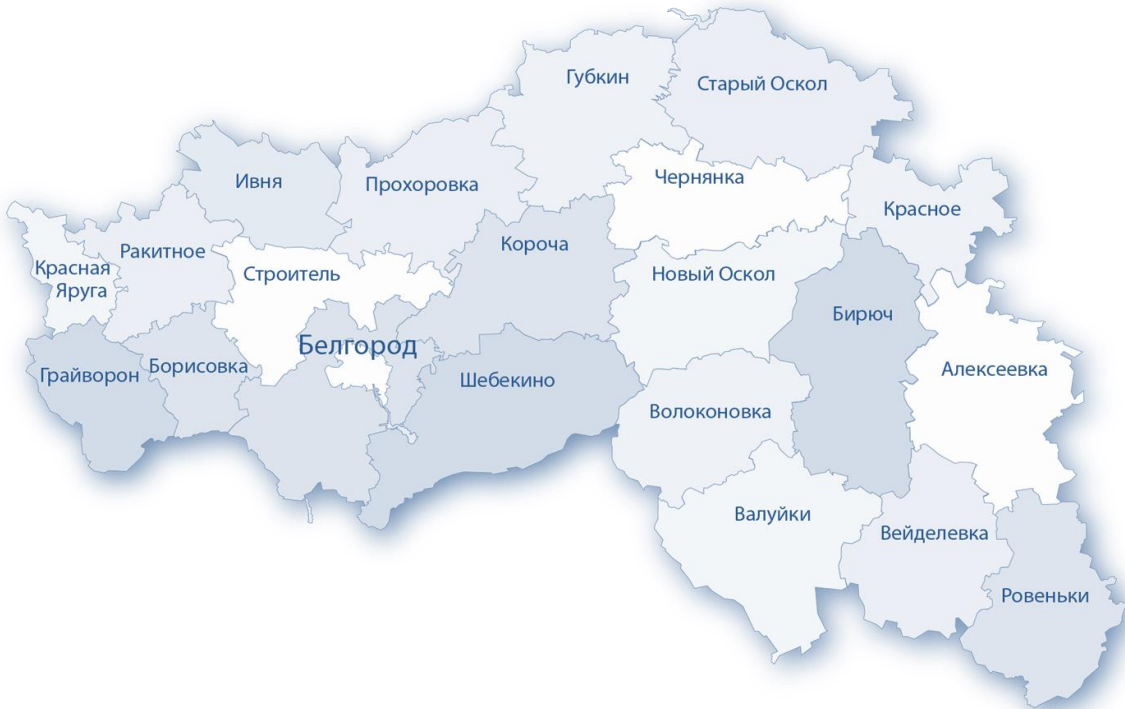 Губкин
Старый Оскол
Ивня
Прохоровка
Чернянка
Красное
Ракитное
Короча
Красная
Яруга
Строитель
Новый Оскол
Бирюч
Белгород
Грайворон
Борисовка
Шебекино
Алексеевка
Волоконовка
Валуйки
Вейделевка
Ровеньки